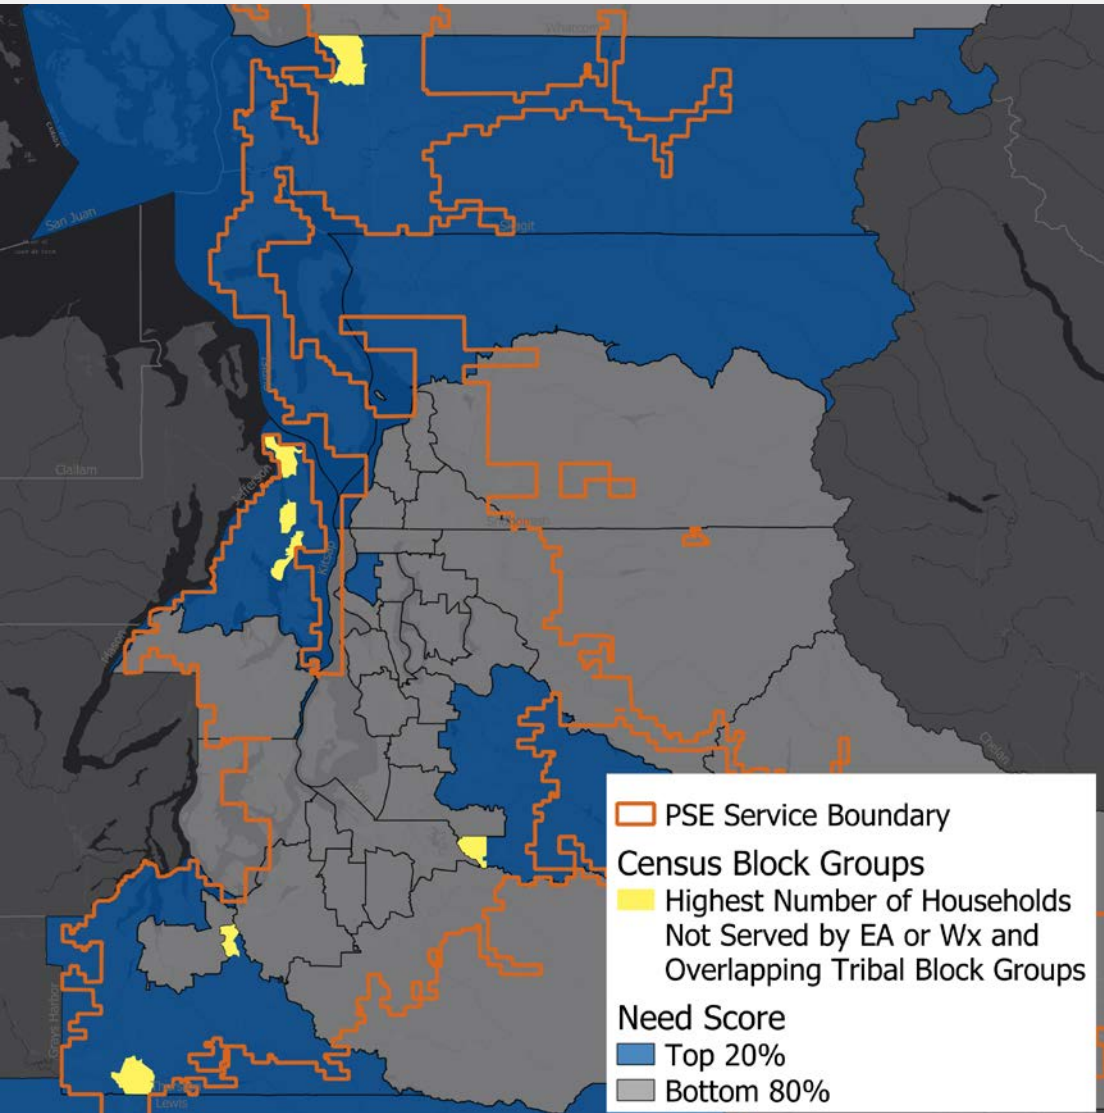 Whatcom
San Juan
Skagit
Island
Clallam
Jefferson
Snohomish
Kitsap
Mason
Chelan
PSE Service Boundary
Census Block Groups
Highest Number of Households
Not Served by EA or Wx and
Overlapping Tribal Block Groups
Need Score
Top 20%
Bottom 80%
Grays Harbor
Thurston
Lewis